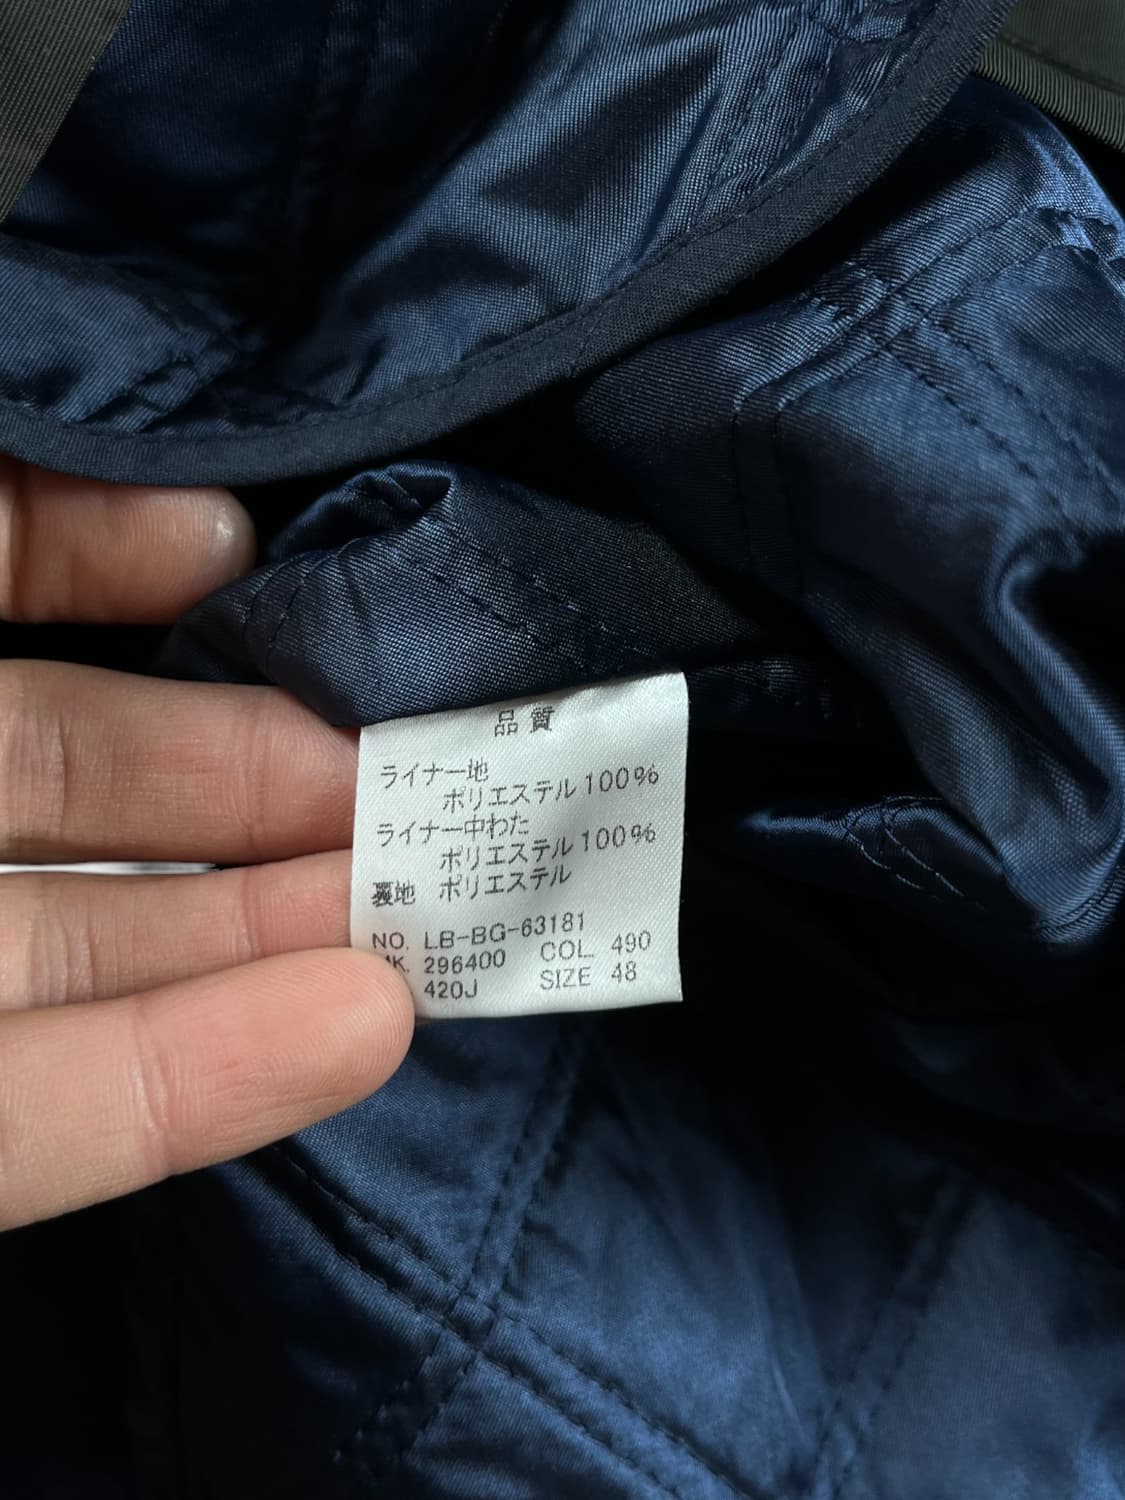 品質
ライナー地
ポリエステル100%
ライナー中わた
ポリエステル100%
裏地 ポリエステル
NO. LB-BG-63181
MK. 296400 COL. 490
420J SIZE 48